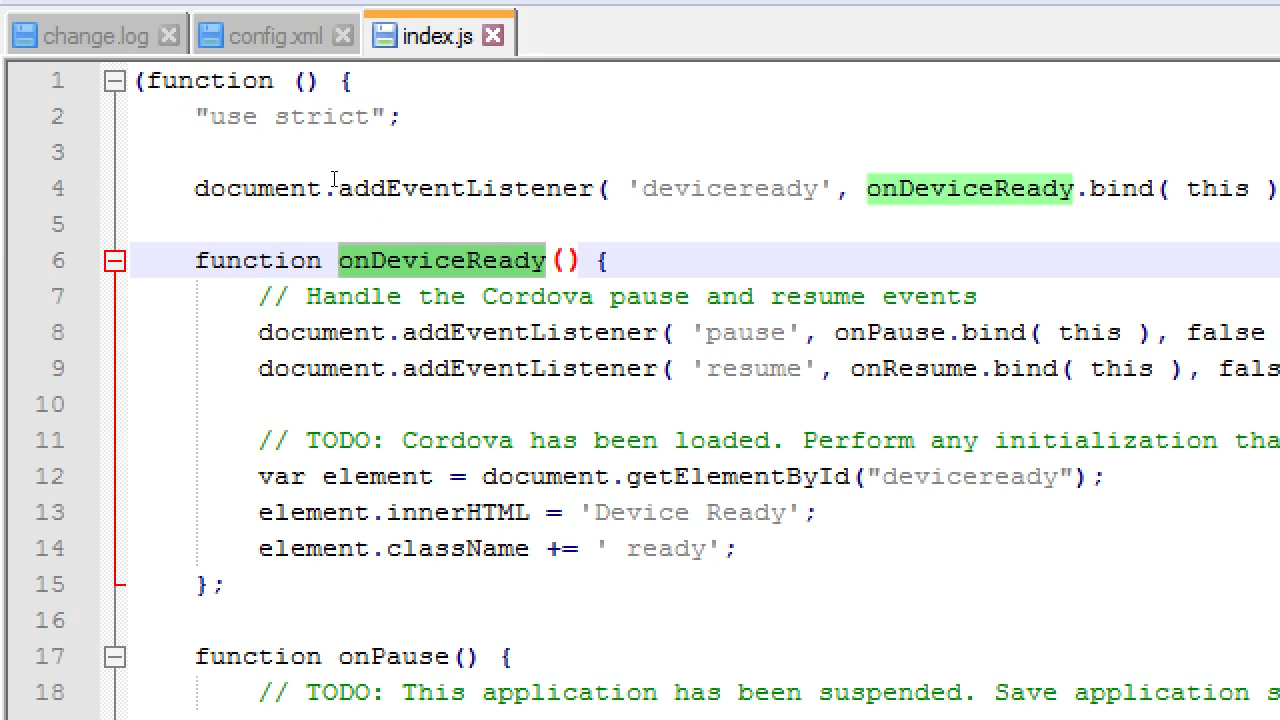 change.log config.xml index.js
1 (function () {
2 "use strict";
3
4 document.addEventListener( 'deviceready', onDeviceReady.bind( this )
5
6 function onDeviceReady() {
7 // Handle the Cordova pause and resume events
8 document.addEventListener( 'pause', onPause.bind( this ), false
9 document.addEventListener( 'resume', onResume.bind( this ), fals
10
11 // TODO: Cordova has been loaded. Perform any initialization tha
12 var element = document.getElementById("deviceready");
13 element.innerHTML = 'Device Ready';
14 element.className += ' ready';
15 };
16
17 function onPause() {
18 // TODO: This application has been suspended. Save application s